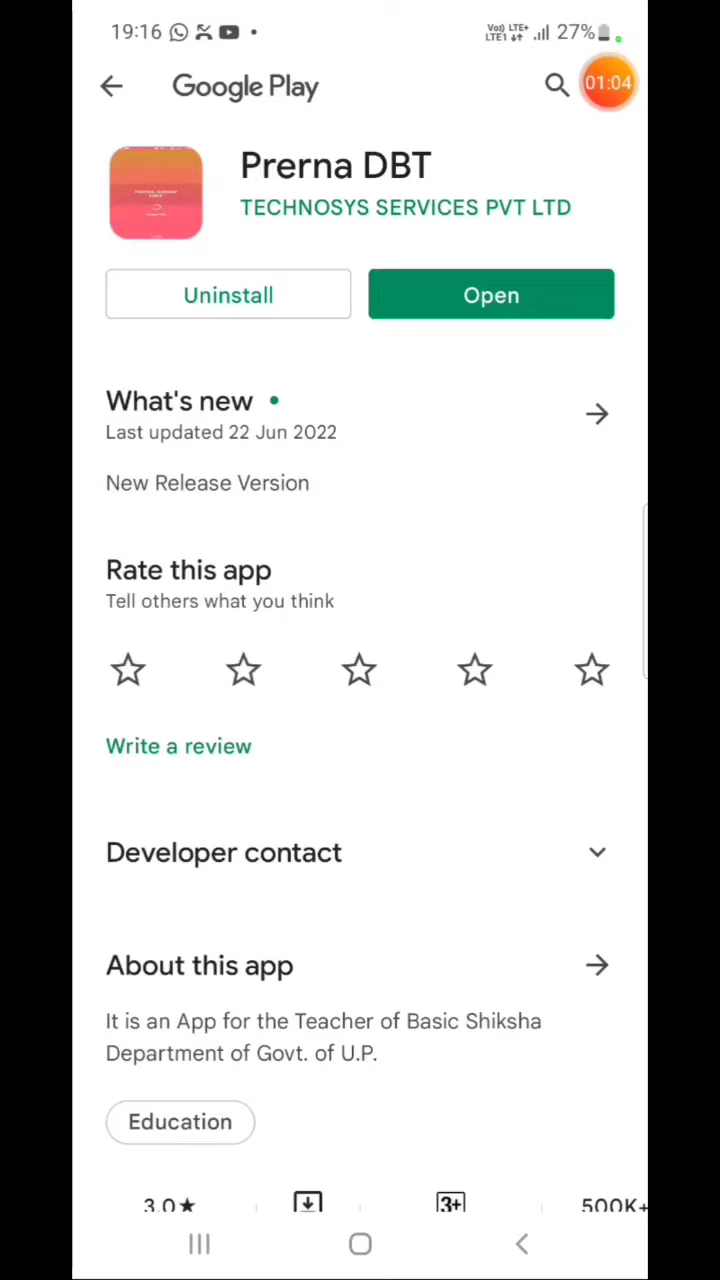 19:16
Vo) LTE+
LTE1
27%
Google Play
01:04
Prerna DBT
TECHNOSYS SERVICES PVT LTD
Uninstall
Open
What's new
Last updated 22 Jun 2022
New Release Version
Rate this app
Tell others what you think
Write a review
Developer contact
About this app
It is an App for the Teacher of Basic Shiksha
Department of Govt. of U.P.
Education
3.0★
3+
500K+